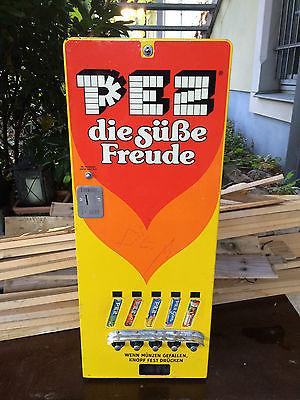 PEZ
die süße
Freude
WENN MÜNZEN GEFALLEN,
KNOPF FEST DRÜCKEN